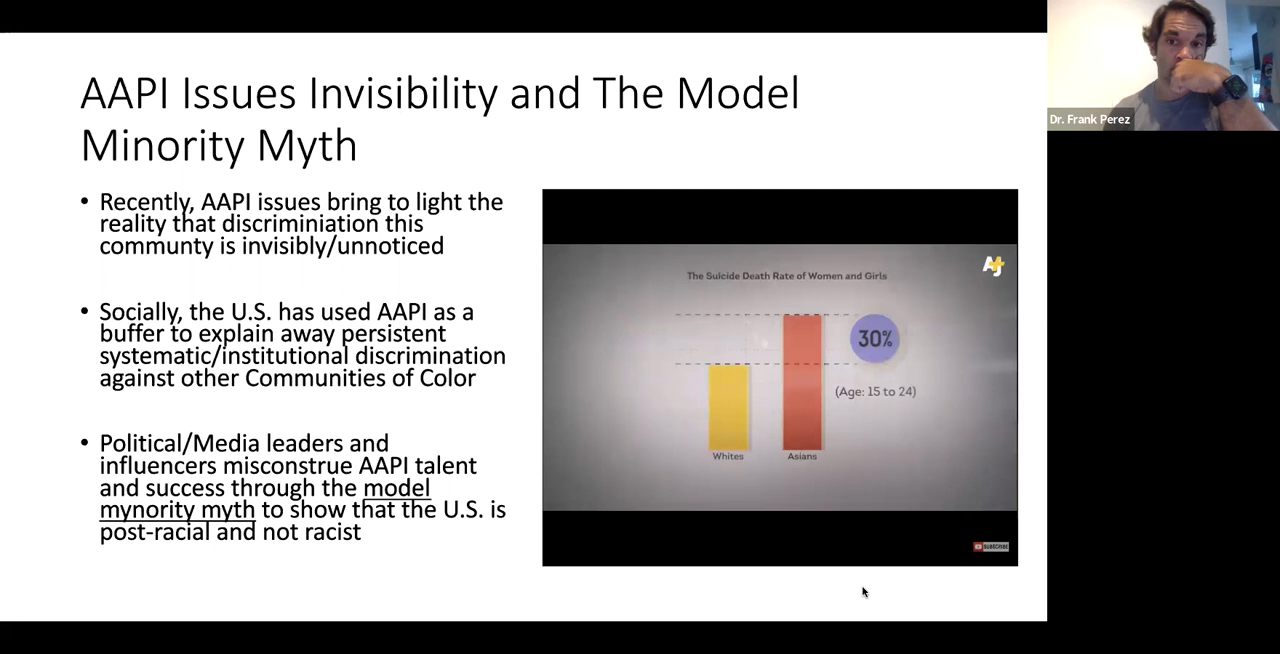 AAPI Issues Invisibility and The Model
Minority Myth
• Recently, AAPI issues bring to light the
reality that discriminiation this
communty is invisibly/unnoticed
• Socially, the U.S. has used AAPI as a
buffer to explain away persistent
systematic/institutional discrimination
against other Communities of Color
• Political/Media leaders and
influencers misconstrue AAPI talent
and success through the model
mynority myth to show that the U.S. is
post-racial and not racist
AJ+
The Suicide Death Rate of Women and Girls
30%
(Age: 15 to 24)
Whites
Asians
SUBSCRIBE
Dr. Frank Perez